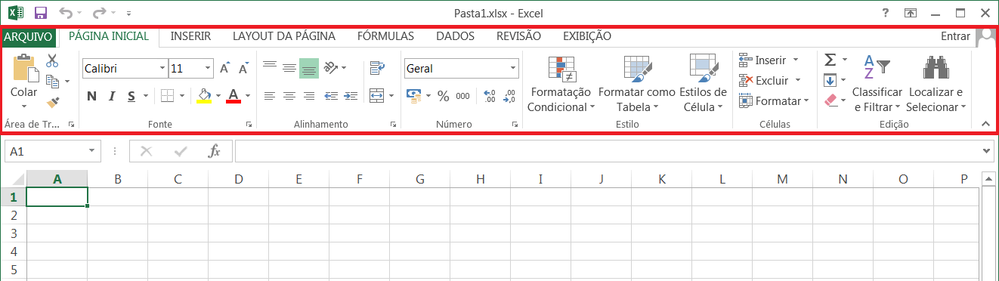 Pasta1.xlsx - Excel
ARQUIVO PÁGINA INICIAL INSERIR LAYOUT DA PÁGINA FÓRMULAS DADOS REVISÃO EXIBIÇÃO Entrar
Colar
Área de Tr...
Calibri 11 A A
N I S A
Fonte
ab
Alinhamento
Geral
% 000 ,00 ,0 ,00 ,0
Número
Formatação Condicional
Formatar como Tabela
Estilos de Célula
Estilo
Inserir
Excluir
Formatar
Células
Σ
A
Z
Classificar e Filtrar
Localizar e Selecionar
Edição
A1 fx
A B C D E F G H I J K L M N O P
1
2
3
4
5